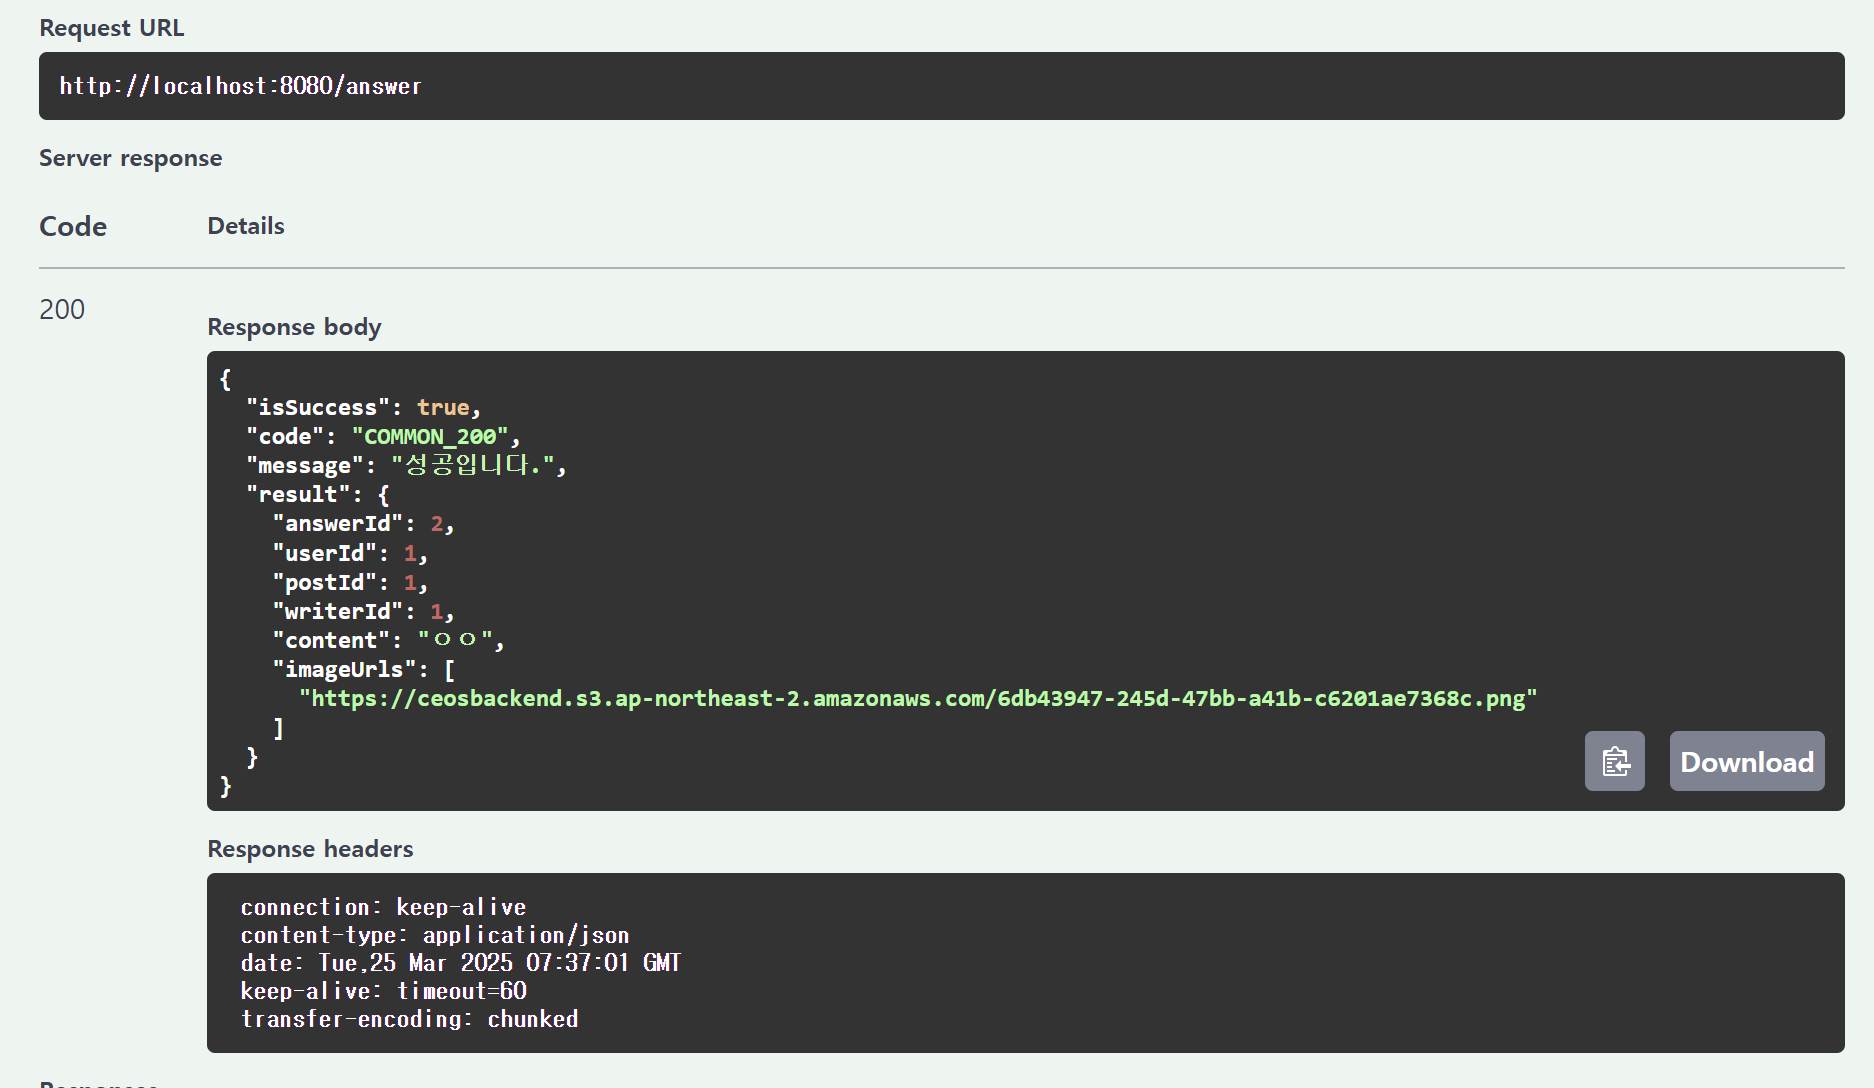 Request URL
http://localhost:8080/answer
Server response
Code Details
200
Response body
{
  "isSuccess": true,
  "code": "COMMON_200",
  "message": "성공입니다.",
  "result": {
    "answerId": 2,
    "userId": 1,
    "postId": 1,
    "writerId": 1,
    "content": "ㅇㅇ",
    "imageUrls": [
      "https://ceosbackend.s3.ap-northeast-2.amazonaws.com/6db43947-245d-47bb-a41b-c6201ae7368c.png"
    ]
  }
}
Download
Response headers
connection: keep-alive
content-type: application/json
date: Tue,25 Mar 2025 07:37:01 GMT
keep-alive: timeout=60
transfer-encoding: chunked